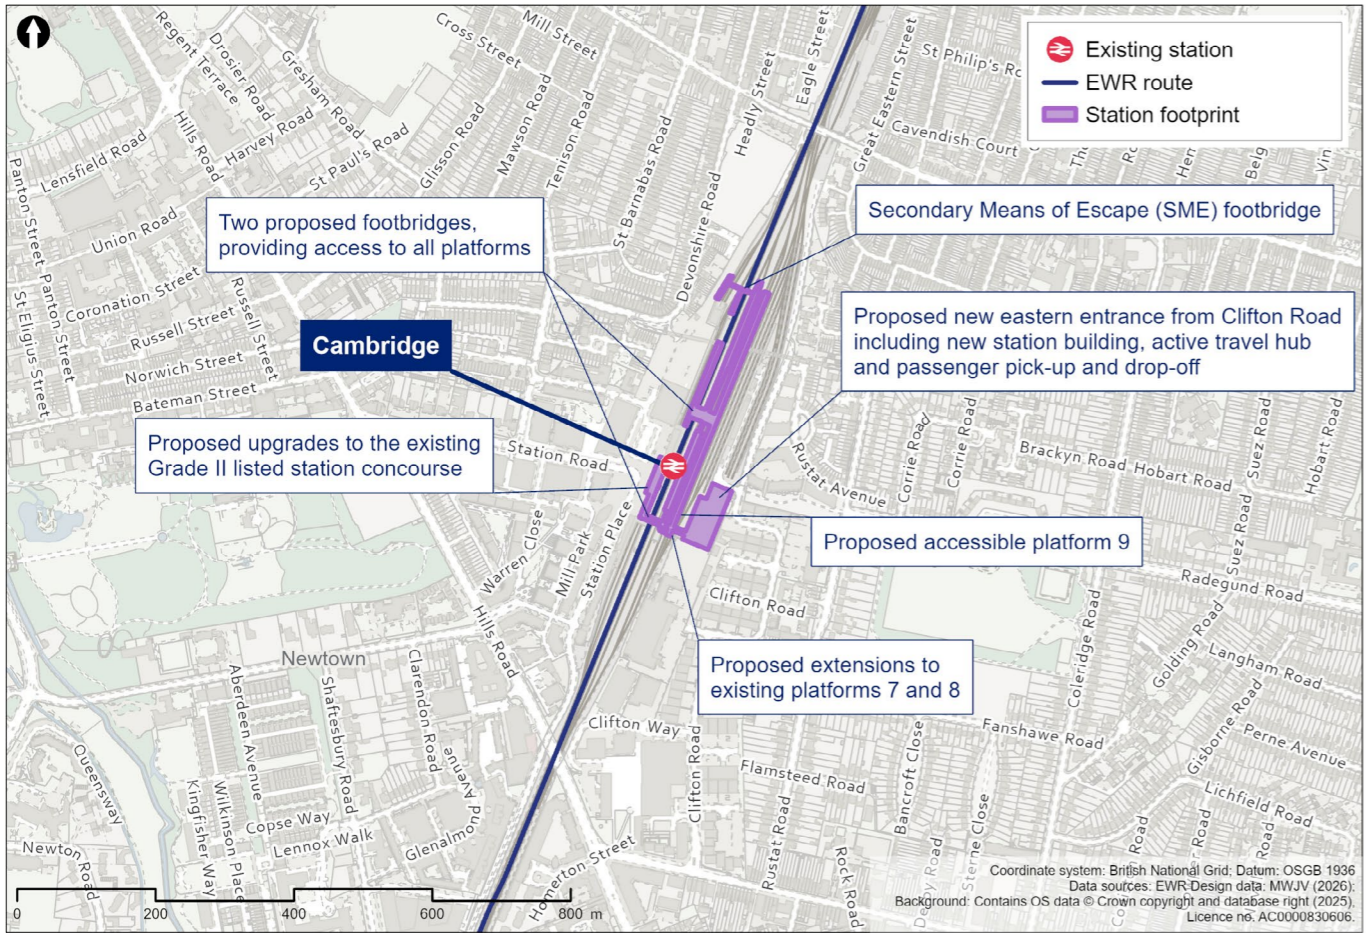 Existing station
EWR route
Station footprint
Secondary Means of Escape (SME) footbridge
Two proposed footbridges,
providing access to all platforms
Proposed new eastern entrance from Clifton Road
including new station building, active travel hub
and passenger pick-up and drop-off
Cambridge
Proposed upgrades to the existing
Grade II listed station concourse
Proposed accessible platform 9
Proposed extensions to
existing platforms 7 and 8
Regent Terrace
Drosier Road
Gresham Road
Cross Street
Mill Street
Headly Street
Eagle Street
Great Eastern Street
Cavendish Court
Lensfield Road
Hills Road
Harvey Road
St Paul's Road
Glisson Road
Mawson Road
Tenison Road
St Barnabas Road
Devonshire Road
Panton Street
Union Road
Panton Street
St Eligius Street
Coronation Street
Russell Street
Russell Street
Norwich Street
Bateman Street
Station Road
Station Place
Warren Close
Mill Park
Rustat Avenue
Corrie Road
Corrie Road
Brackyn Road
Hobart Road
Suez Road
Hobart Road
Suez Road
Radegund Road
Clifton Road
Coleridge Road
Golding Road
Langham Road
Hills Road
Newtown
Aberdeen Avenue
Shaftesbury Road
Clarendon Road
Clifton Way
Clifton Road
Fanshawe Road
Gisborne Road
Perne Avenue
Queensway
Kingfisher Way
Wilkinson Place
Copse Way
Lennox Walk
Glenalmond Avenue
Flamsteed Road
Bancroft Close
Lichfield Road
Newton Road
Homerton Street
Rustat Road
Rock Road
Sterne Close
0 200 400 600 800 m
Coordinate system: British National Grid; Datum: OSGB 1936
Data sources: EWR Design data: MWJV (2026);
Background: Contains OS data © Crown copyright and database right (2025).
Licence no. AC0000830606.